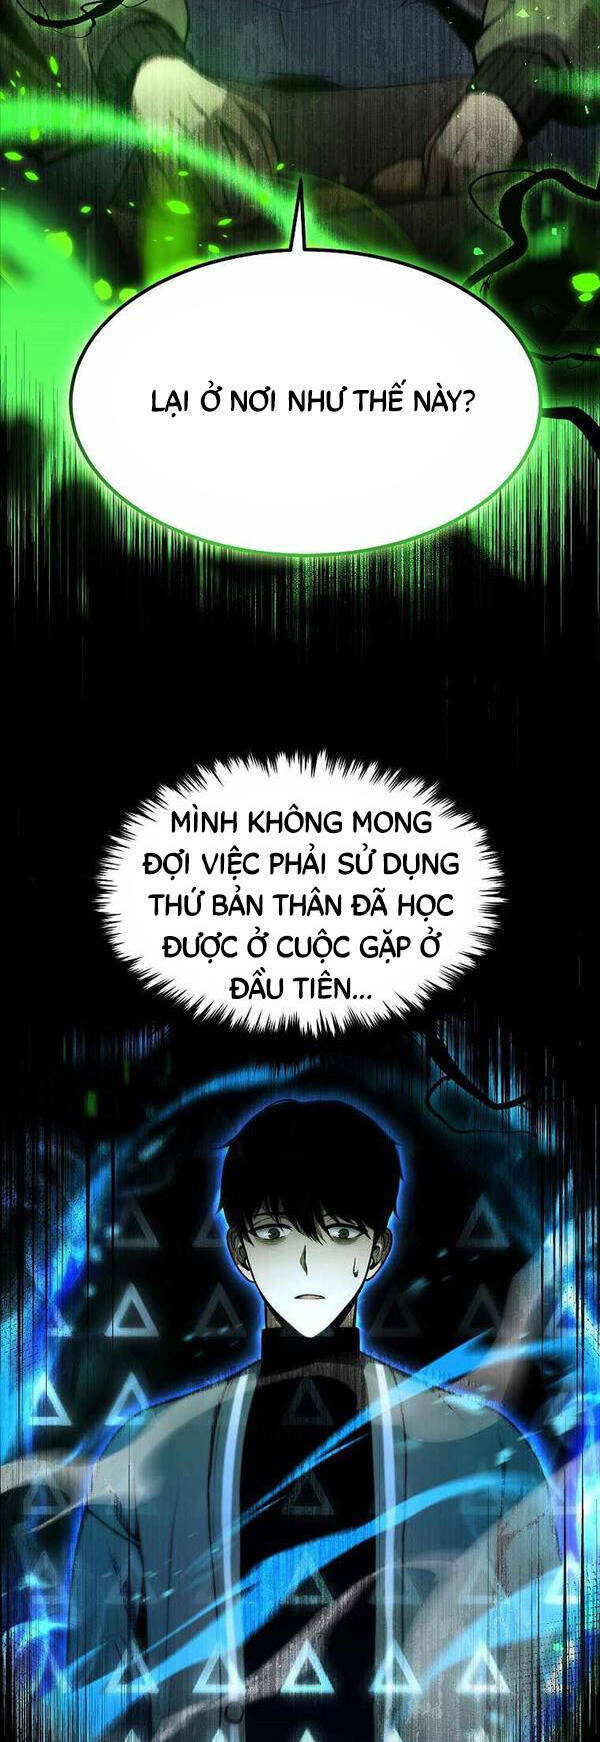 LẠI Ở NƠI NHƯ THẾ NÀY?
MÌNH KHÔNG MONG
ĐỢI VIỆC PHẢI SỬ DỤNG
THỨ BẢN THÂN ĐÃ HỌC
ĐƯỢC Ở CUỘC GẶP Ở
ĐẦU TIÊN...